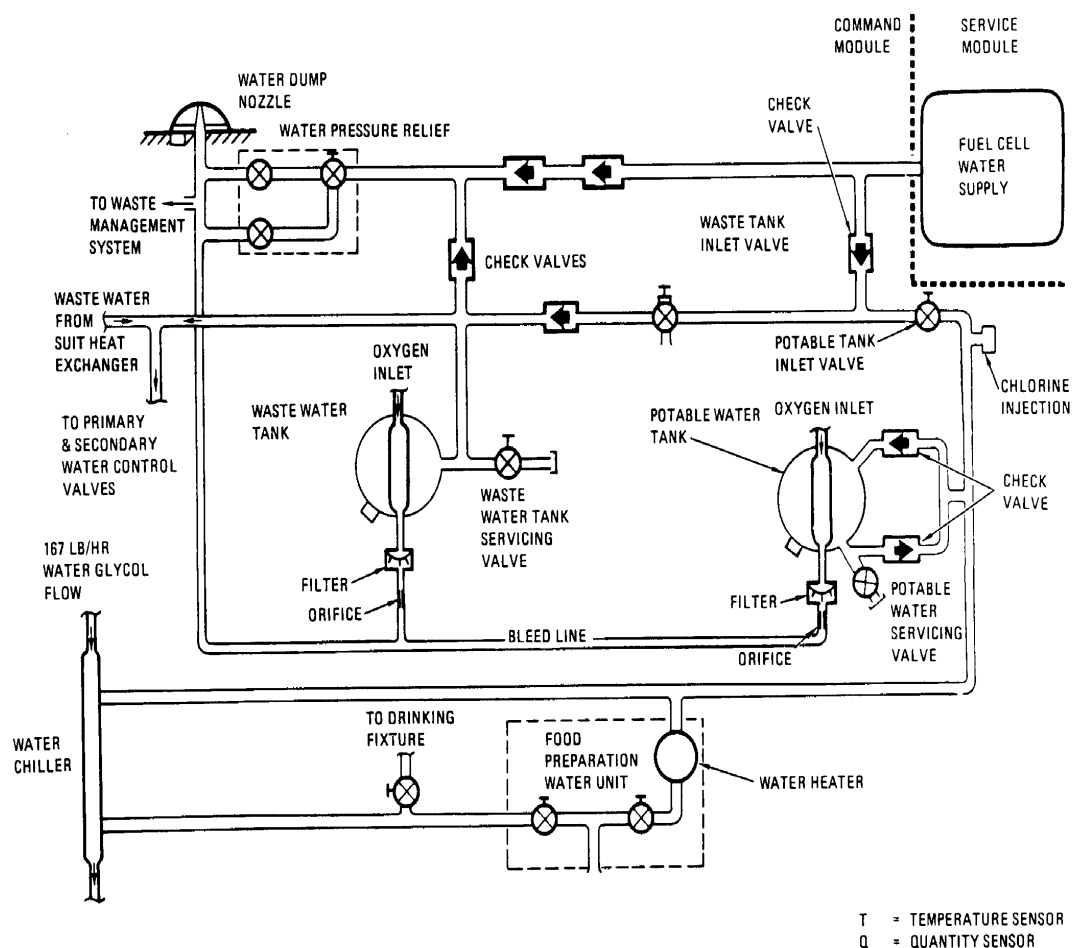 COMMAND
MODULE
SERVICE
MODULE
WATER DUMP
NOZZLE
WATER PRESSURE RELIEF
CHECK
VALVE
FUEL CELL
WATER
SUPPLY
TO WASTE
MANAGEMENT
SYSTEM
WASTE TANK
INLET VALVE
CHECK VALVES
WASTE WATER
FROM
SUIT HEAT
EXCHANGER
POTABLE TANK
INLET VALVE
OXYGEN
INLET
CHLORINE
INJECTION
WASTE WATER
TANK
POTABLE WATER
TANK
OXYGEN INLET
TO PRIMARY
& SECONDARY
WATER CONTROL
VALVES
WASTE
WATER TANK
SERVICING
VALVE
CHECK
VALVE
167 LB/HR
WATER GLYCOL
FLOW
FILTER
ORIFICE
FILTER
POTABLE
WATER
SERVICING
VALVE
BLEED LINE
ORIFICE
TO DRINKING
FIXTURE
FOOD
PREPARATION
WATER UNIT
WATER
CHILLER
WATER HEATER
T = TEMPERATURE SENSOR
Q = QUANTITY SENSOR